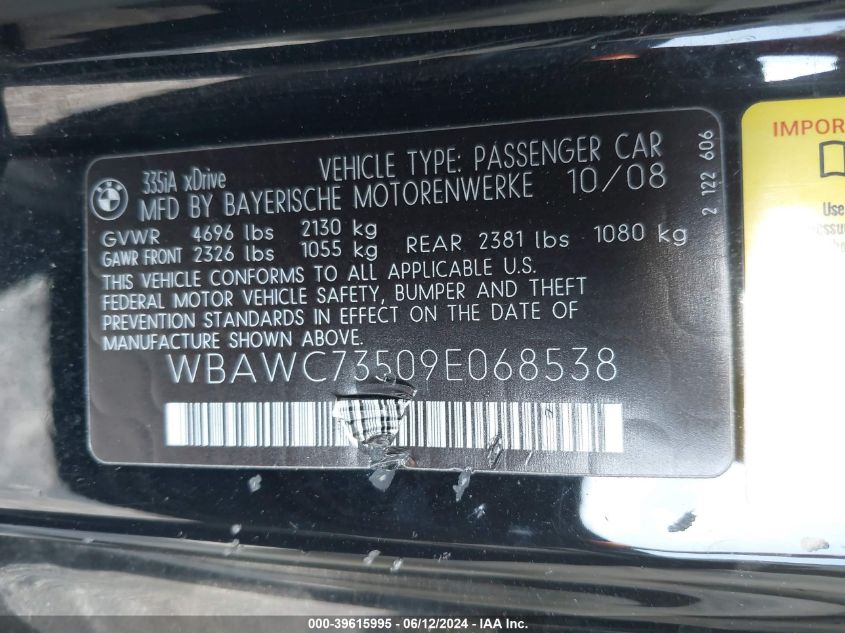 BMW
335iA xDrive VEHICLE TYPE: PASSENGER CAR
MFD BY BAYERISCHE MOTORENWERKE 10/08
GVWR 4696 lbs 2130 kg
GAWR FRONT 2326 lbs 1055 kg REAR 2381 lbs 1080 kg
THIS VEHICLE CONFORMS TO ALL APPLICABLE U.S.
FEDERAL MOTOR VEHICLE SAFETY, BUMPER AND THEFT
PREVENTION STANDARDS IN EFFECT ON THE DATE OF
MANUFACTURE SHOWN ABOVE.
WBAWC73509E068538
2 122 606
IMPOR
Use
000-39615995 - 06/12/2024 - IAA Inc.